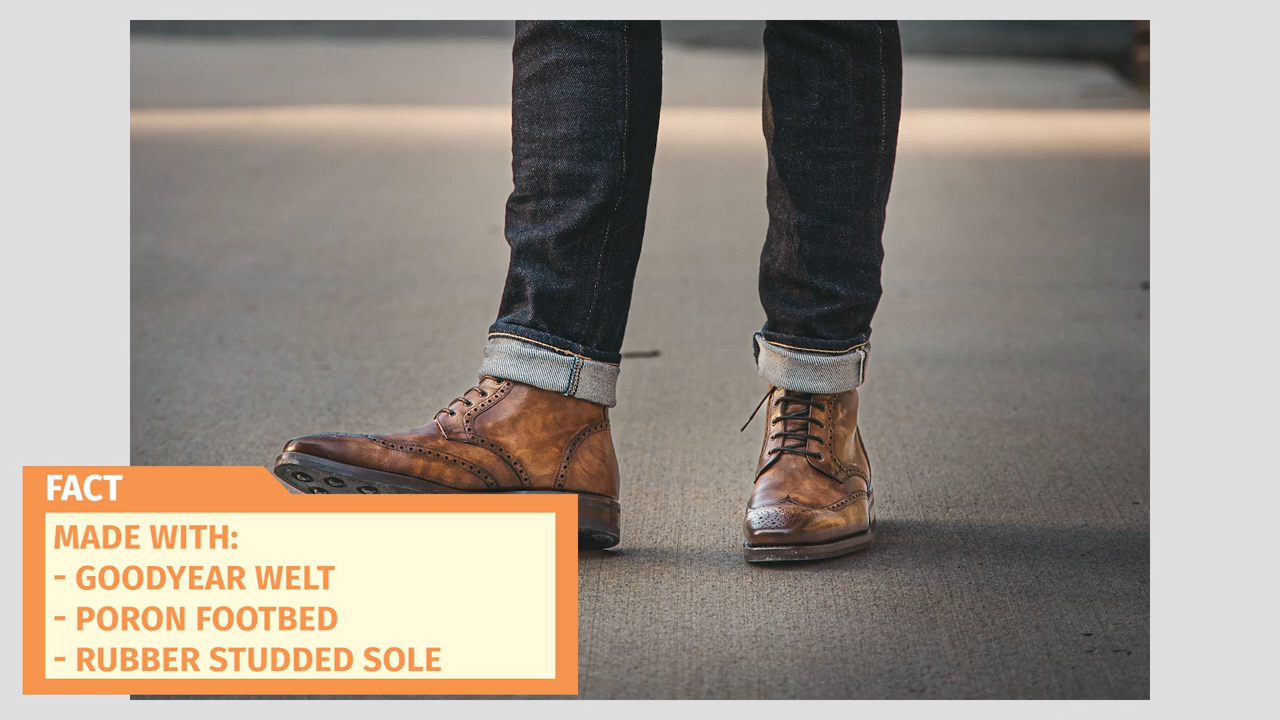 FACT
MADE WITH:
- GOODYEAR WELT
- PORON FOOTBED
- RUBBER STUDDED SOLE